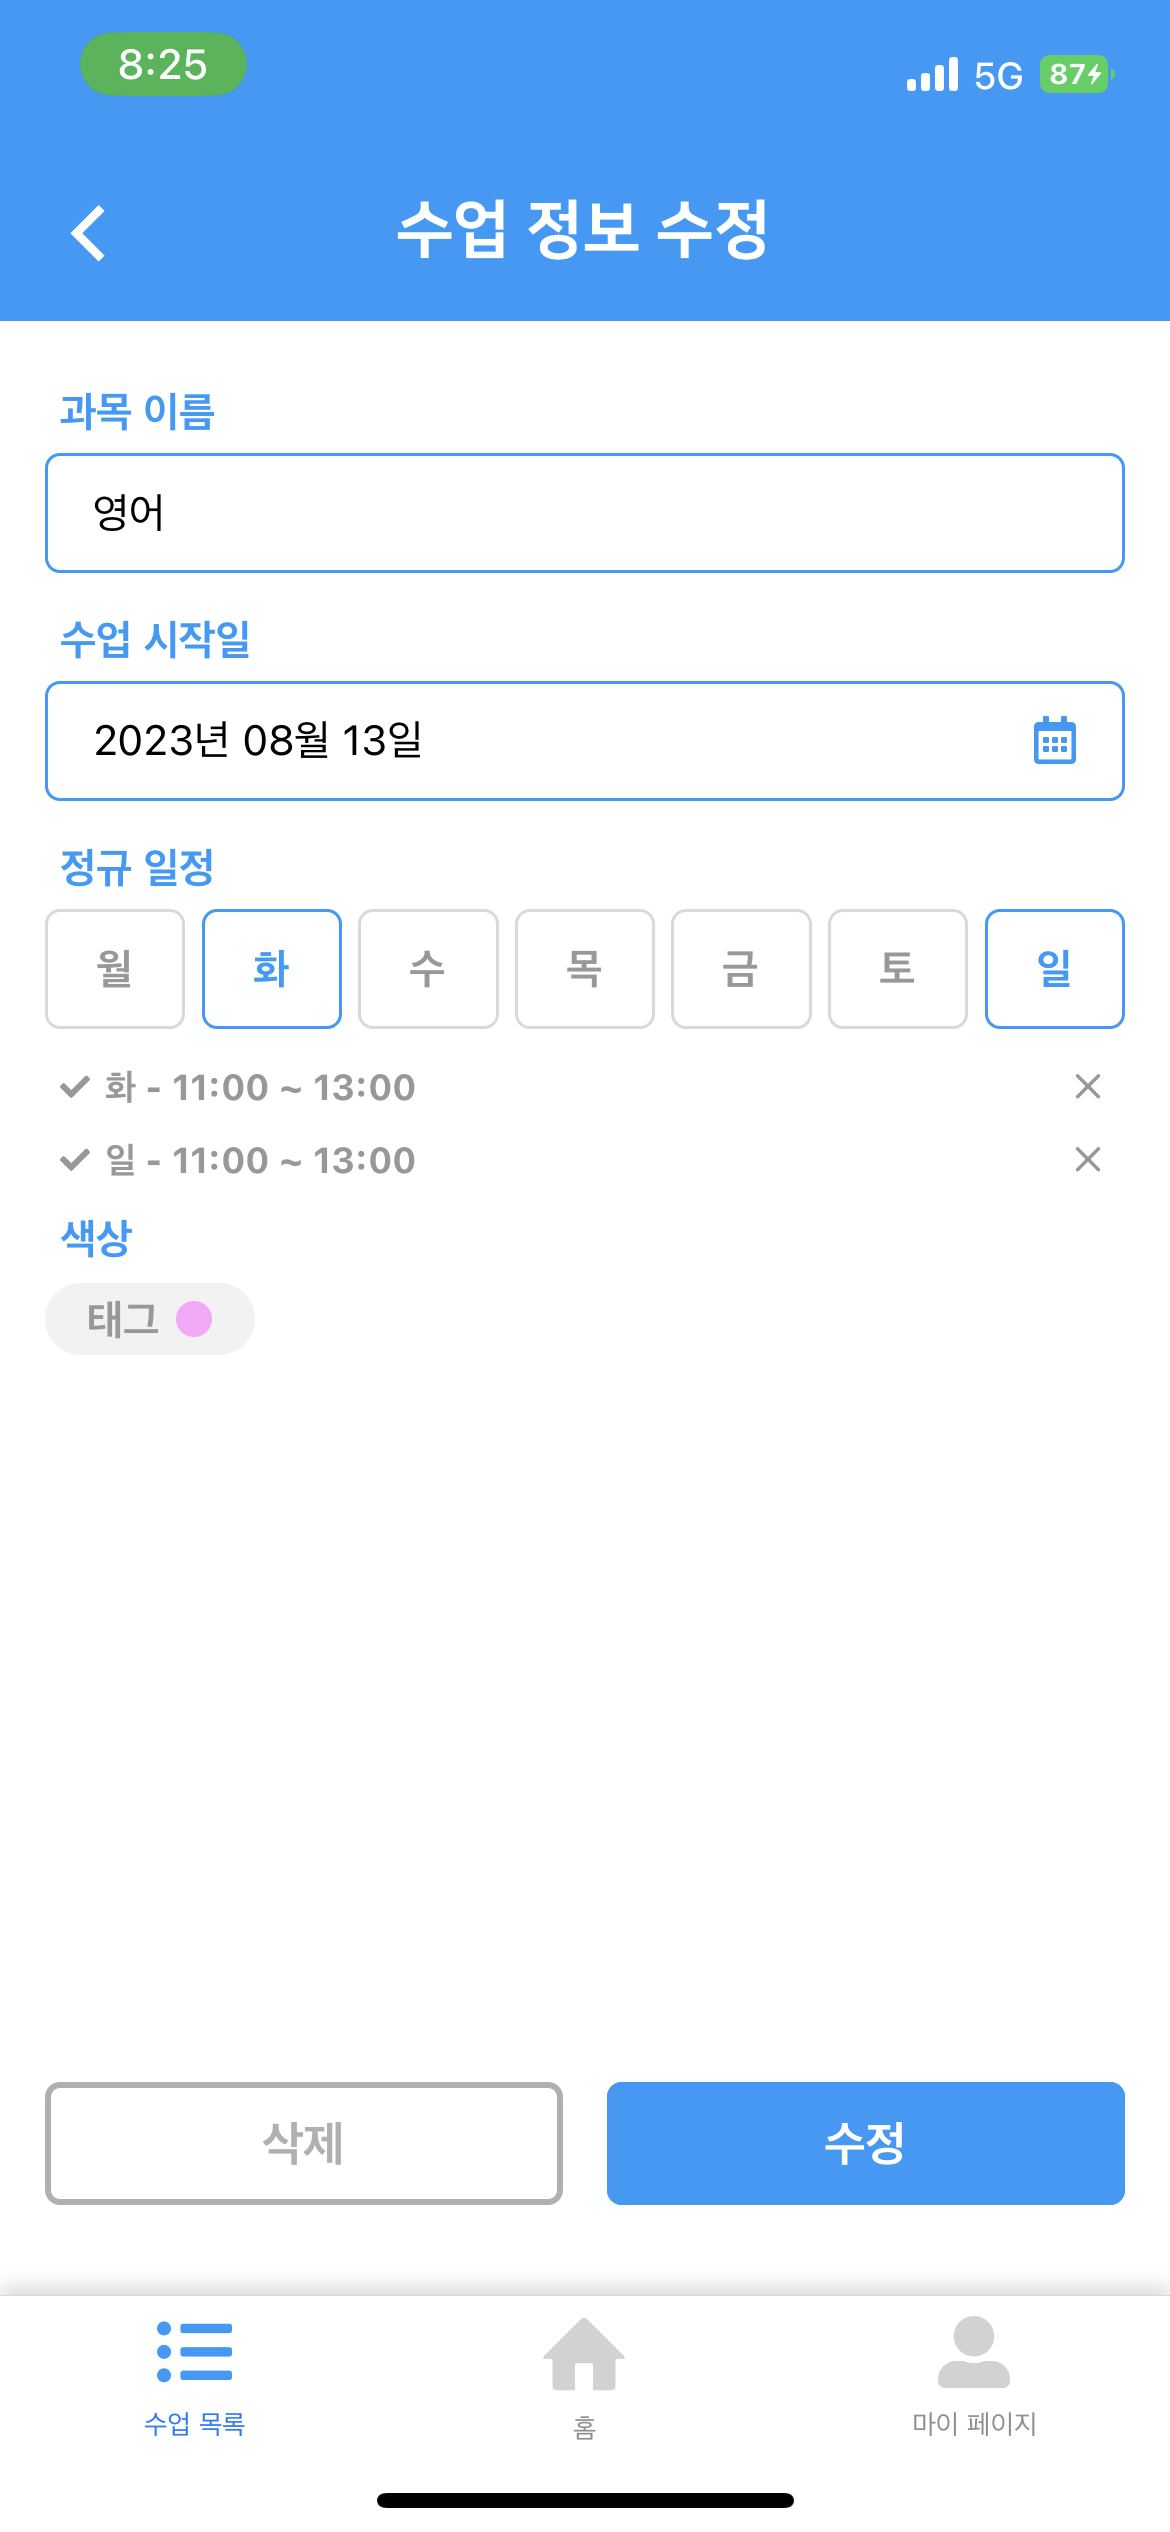 8:25
5G 87
수업 정보 수정
과목 이름
영어
수업 시작일
2023년 08월 13일
정규 일정
월 화 수 목 금 토 일
화 - 11:00 ~ 13:00
일 - 11:00 ~ 13:00
색상
태그
삭제 수정
수업 목록 홈 마이 페이지